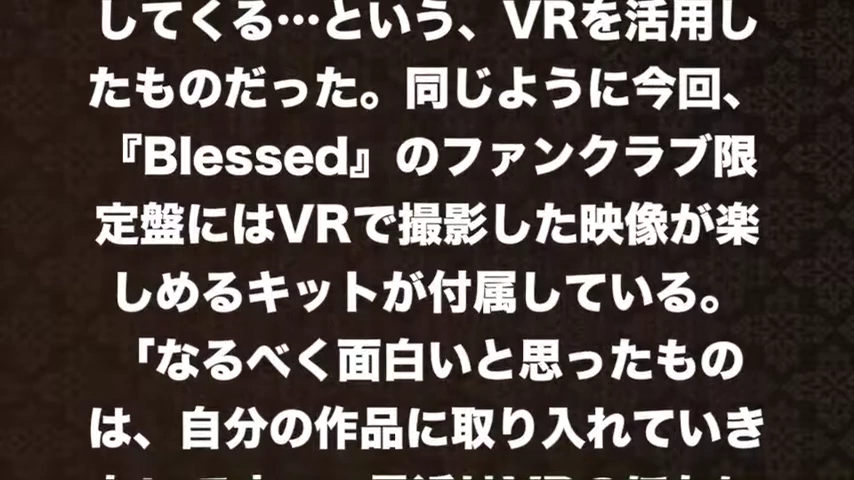 してくる…という、VRを活用し
たものだった。同じように今回、
『Blessed』のファンクラブ限
定盤にはVRで撮影した映像が楽
しめるキットが付属している。
「なるべく面白いと思ったもの
は、自分の作品に取り入れていき